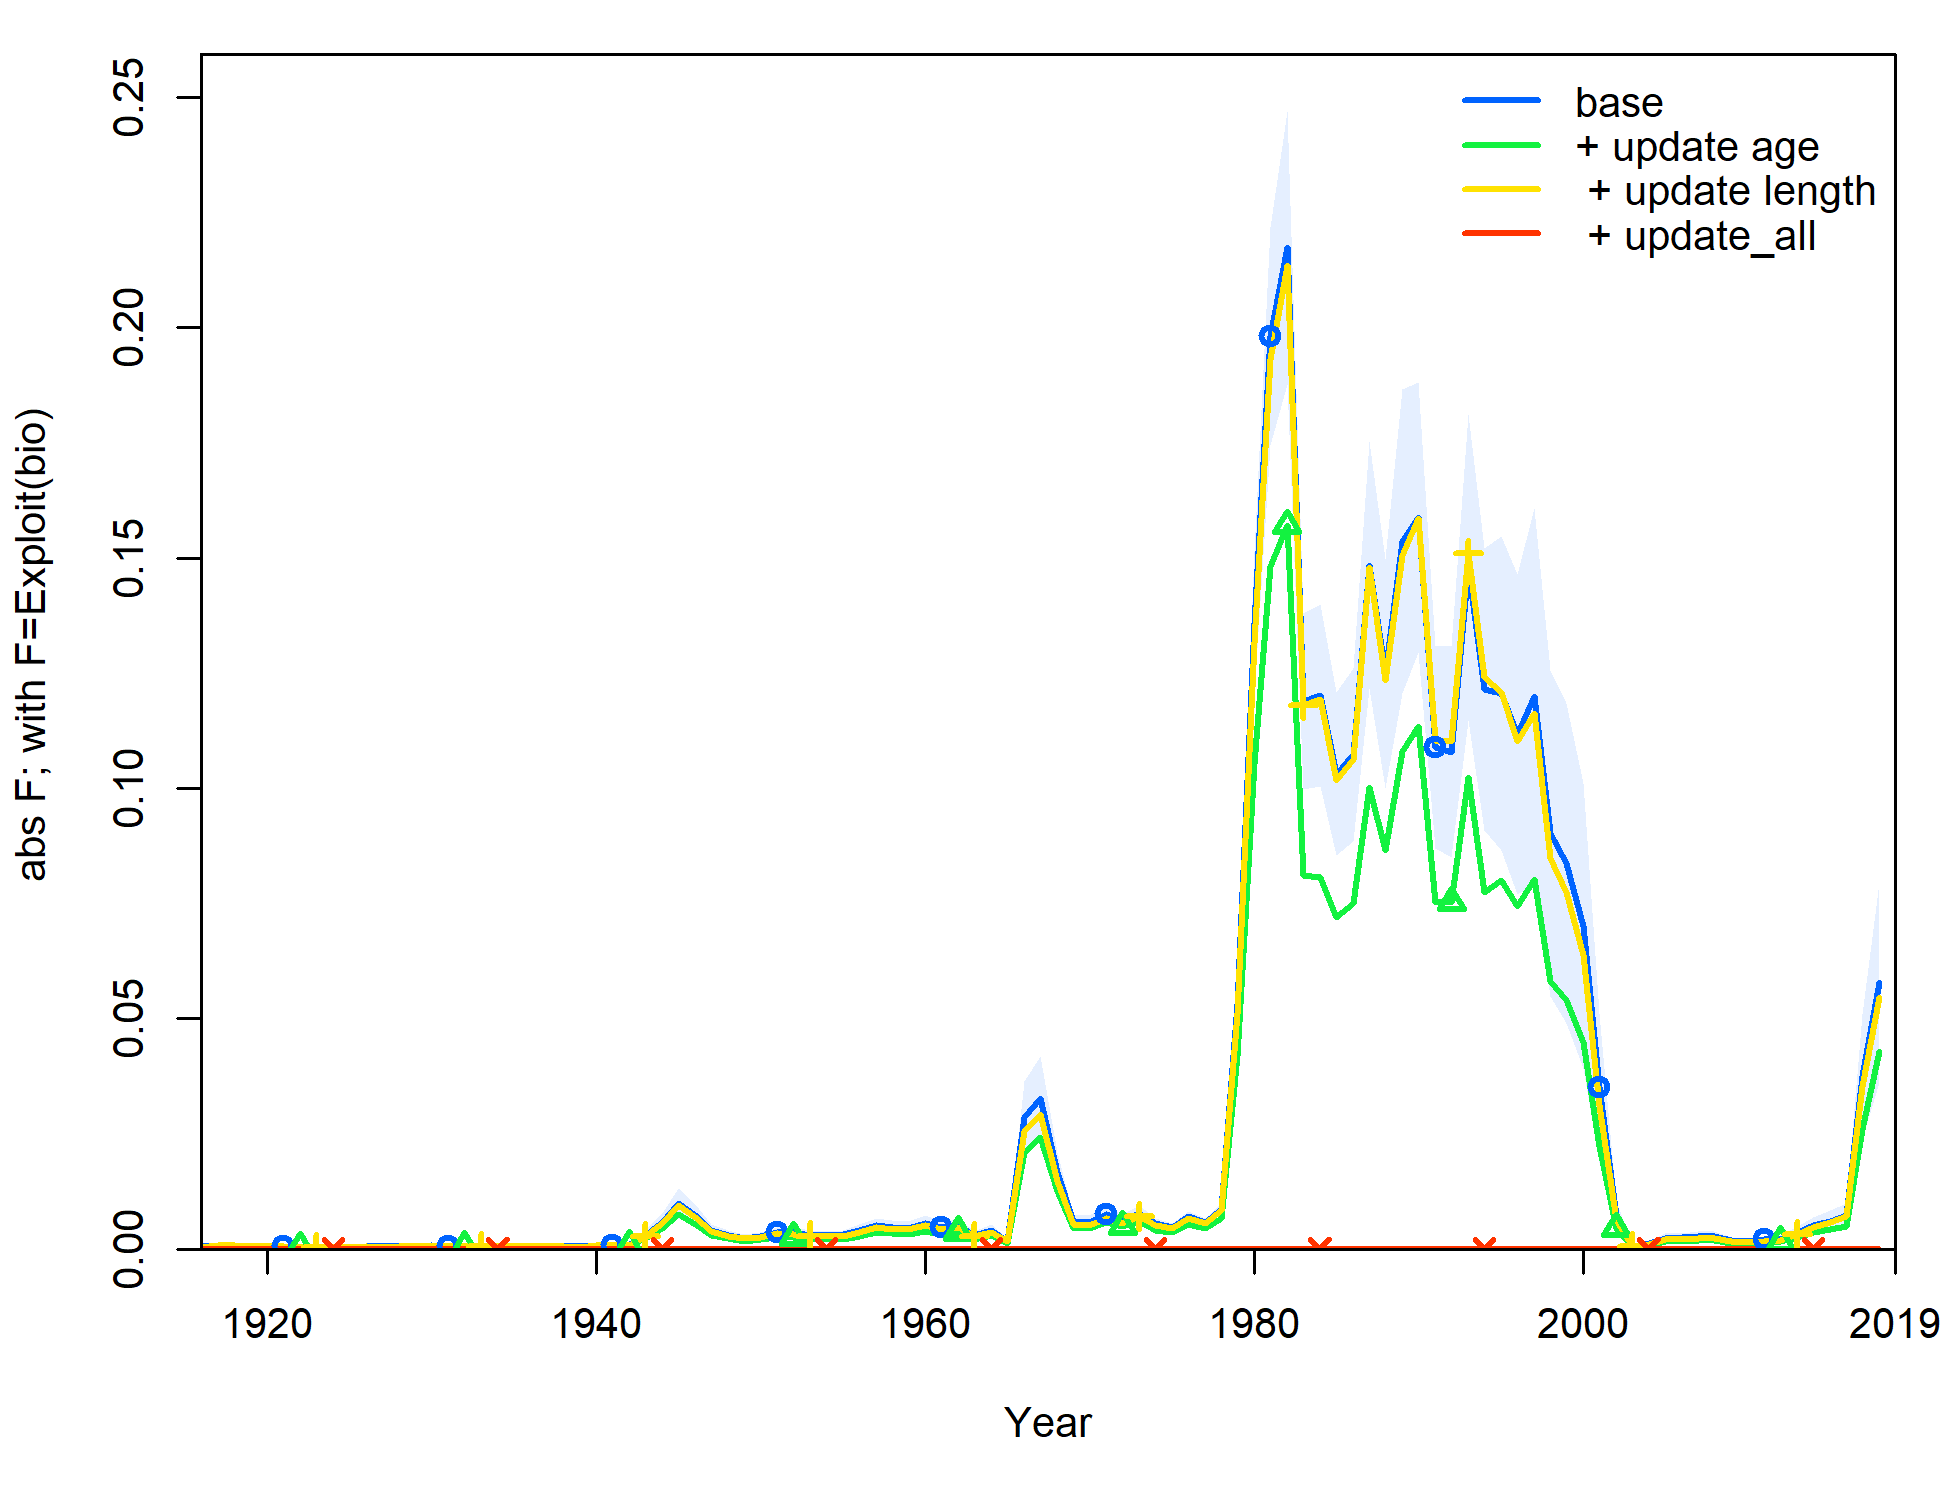 base
+ update age
+ update length
+ update_all
abs F; with F=Exploit(bio)
0.25
0.20
0.15
0.10
0.05
0.00
1920 1940 1960 1980 2000 2019
Year